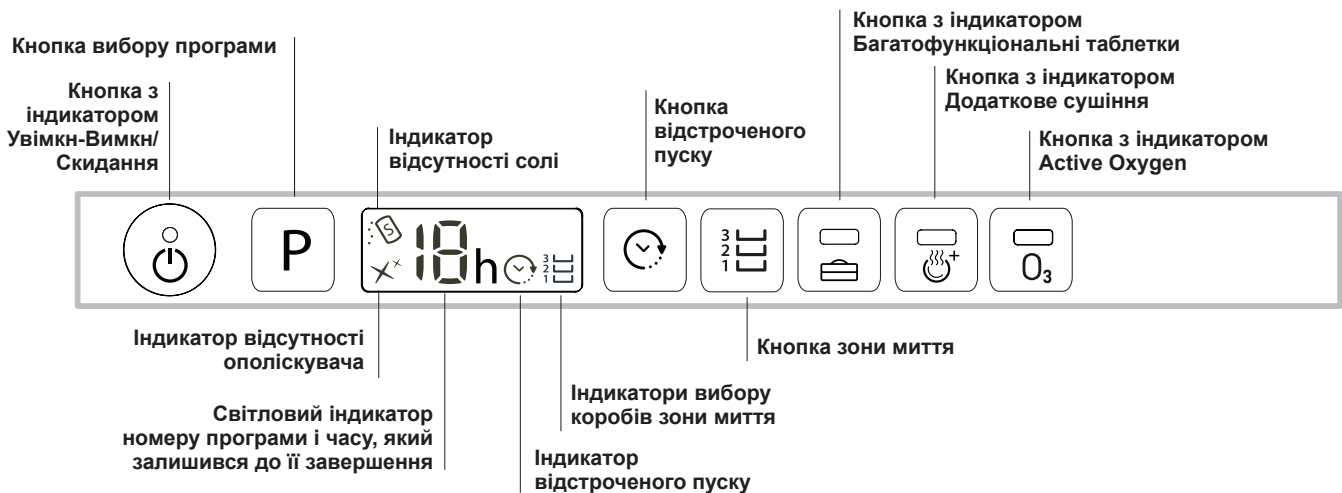 Кнопка вибору програми
Кнопка з
індикатором
Увімкн-Вимкн/
Скидання
Індикатор
відсутності солі
Кнопка
відстроченого
пуску
Кнопка з індикатором
Багатофункціональні таблетки
Кнопка з індикатором
Додаткове сушіння
Кнопка з індикатором
Active Oxygen
P
S
18h
3
2
1
3
2
1
+
O₃
Індикатор відсутності
ополіскувача
Світловий індикатор
номеру програми і часу, який
залишився до її завершення
Індикатор
відстроченого пуску
Індикатори вибору
коробів зони миття
Кнопка зони миття